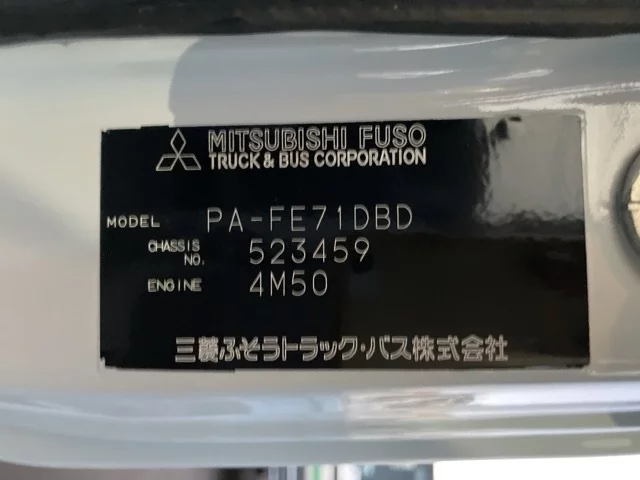 MITSUBISHI FUSO
TRUCK & BUS CORPORATION
MODEL PA-FE71DBD
CHASSIS NO. 523459
ENGINE 4M50
三菱ふそうトラック・バス株式会社